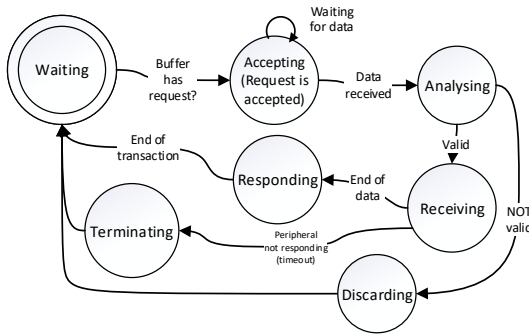 Waiting
for data
Waiting
Buffer
has
request?
Accepting
(Request is
accepted)
Data
received
Analysing
End of
transaction
Valid
Responding
End of
data
Receiving
NOT
valid
Terminating
Peripheral
not responding
(timeout)
Discarding